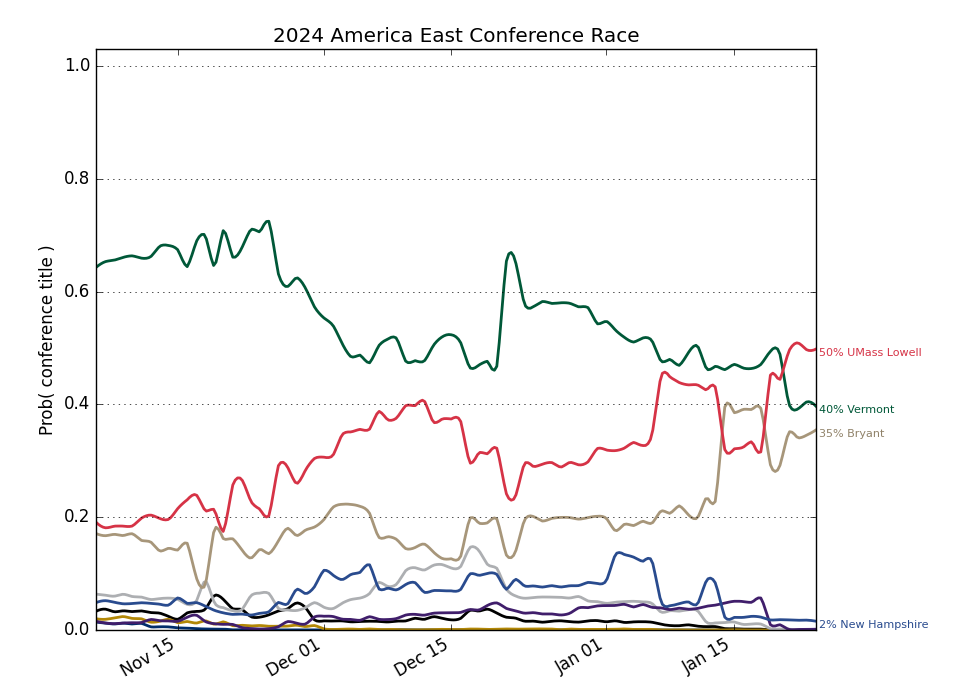 2024 America East Conference Race
Prob( conference title )
1.0
0.8
0.6
0.4
0.2
0.0
Nov 15
Dec 01
Dec 15
Jan 01
Jan 15
50% UMass Lowell
40% Vermont
35% Bryant
2% New Hampshire